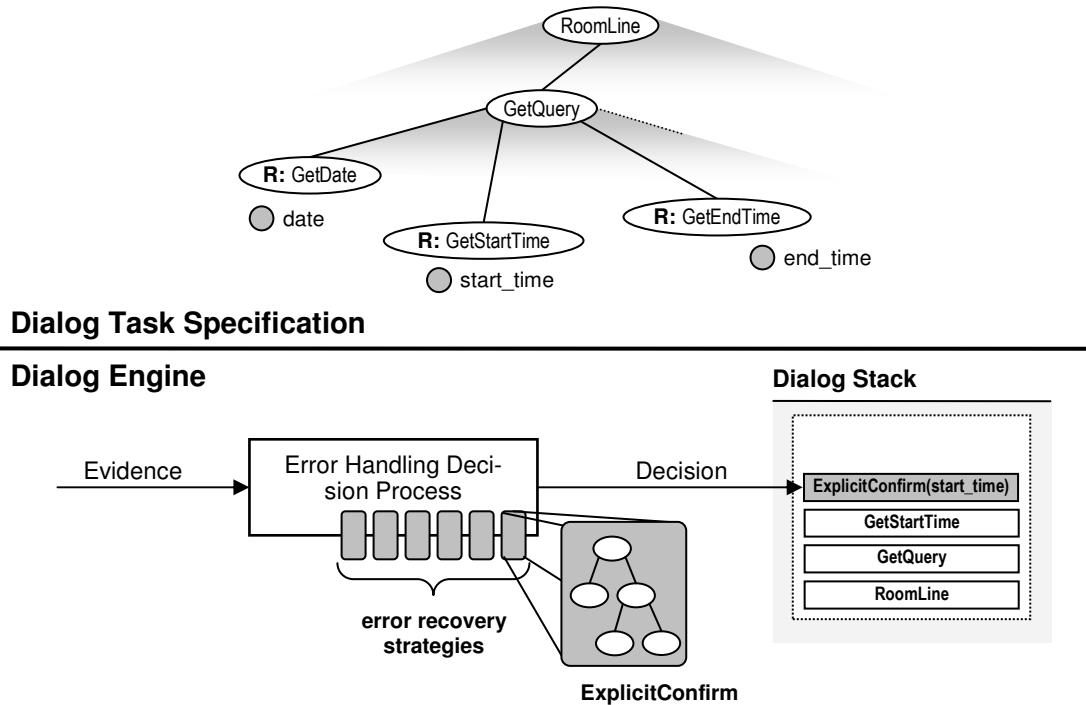 RoomLine
GetQuery
R: GetDate
date
R: GetStartTime
start_time
R: GetEndTime
end_time
Dialog Task Specification
Dialog Engine
Evidence
Error Handling Deci-
sion Process
error recovery
strategies
ExplicitConfirm
Decision
Dialog Stack
ExplicitConfirm(start_time)
GetStartTime
GetQuery
RoomLine